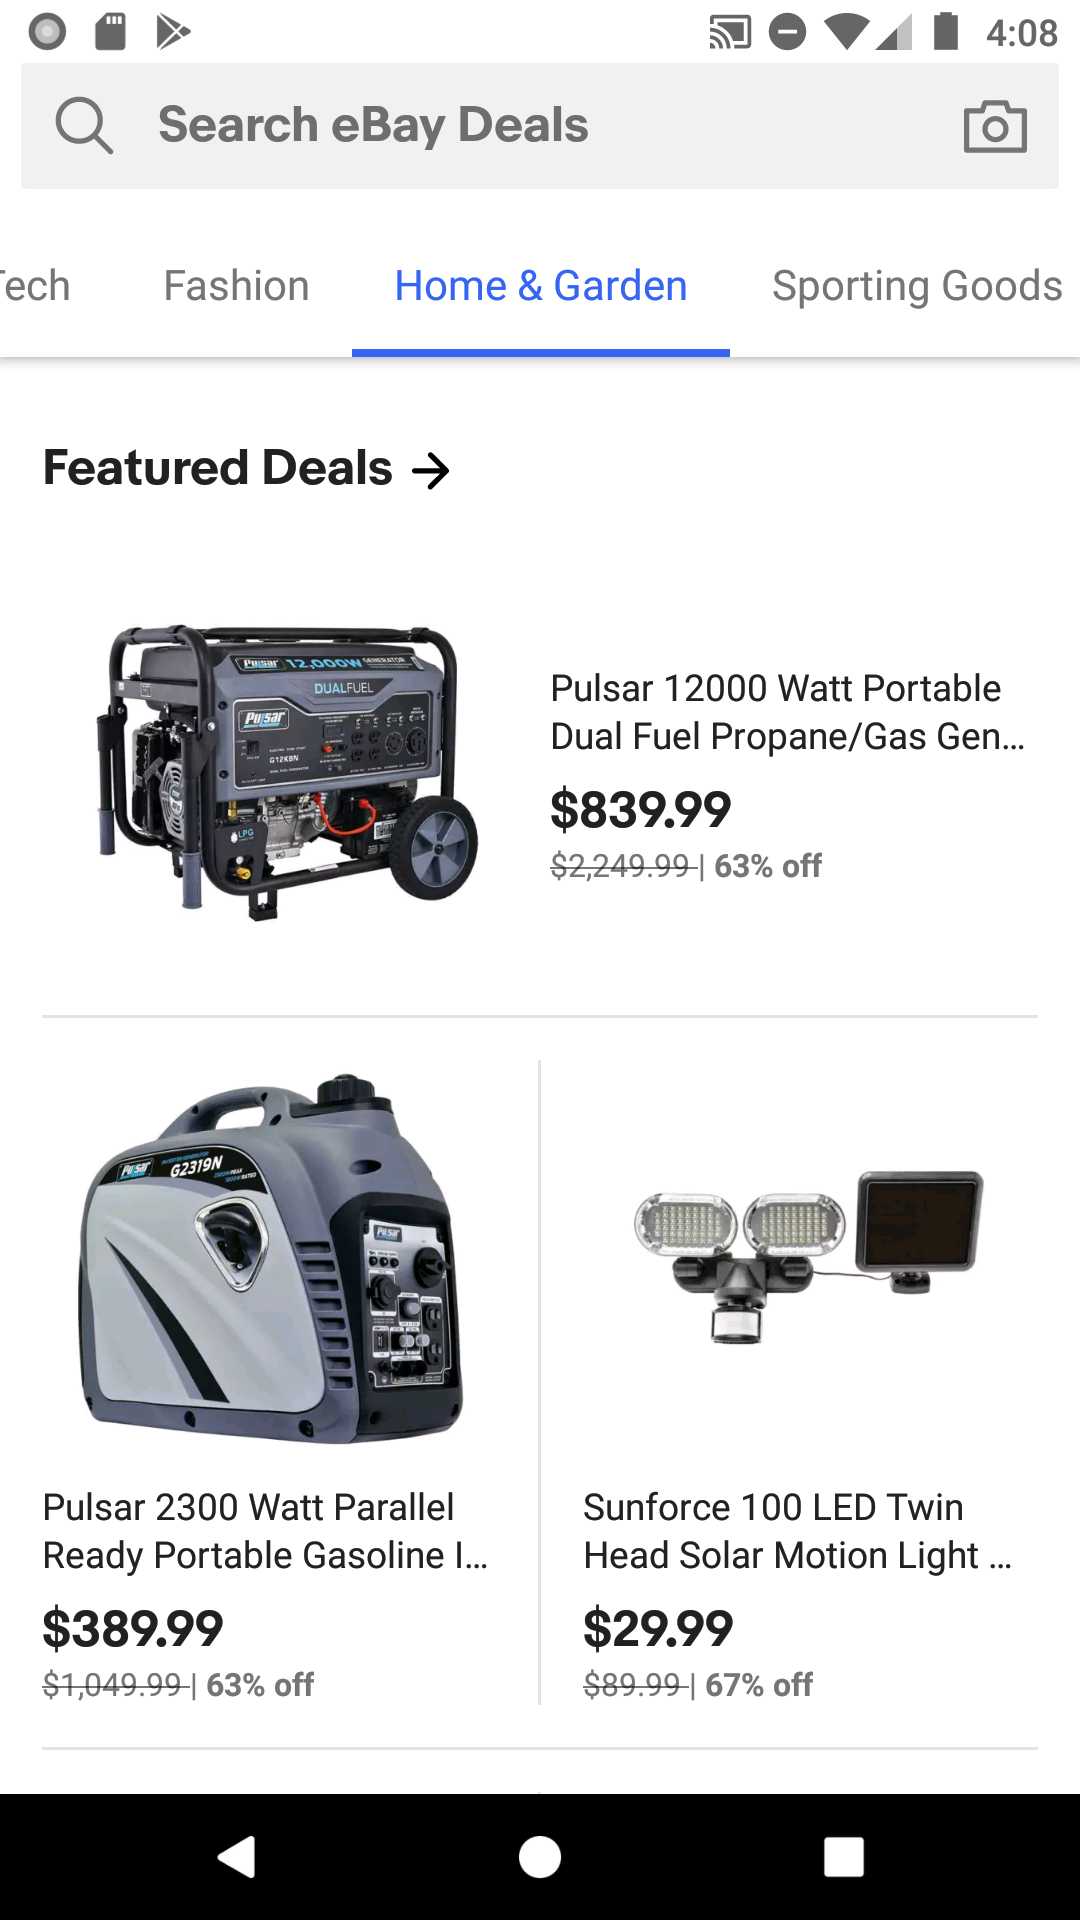 4:08
Search eBay Deals
Tech
Fashion
Home & Garden
Sporting Goods
Featured Deals
Pulsar 12,000W GENERATOR
DUALFUEL
Pulsar
G12KBN
LPG
Pulsar 12000 Watt Portable
Dual Fuel Propane/Gas Gen...
$839.99
$2,249.99 | 63% off
Pulsar
G2319N
Pulsar
Pulsar 2300 Watt Parallel
Ready Portable Gasoline I...
$389.99
$1,049.99 | 63% off
Sunforce 100 LED Twin
Head Solar Motion Light ...
$29.99
$89.99 | 67% off